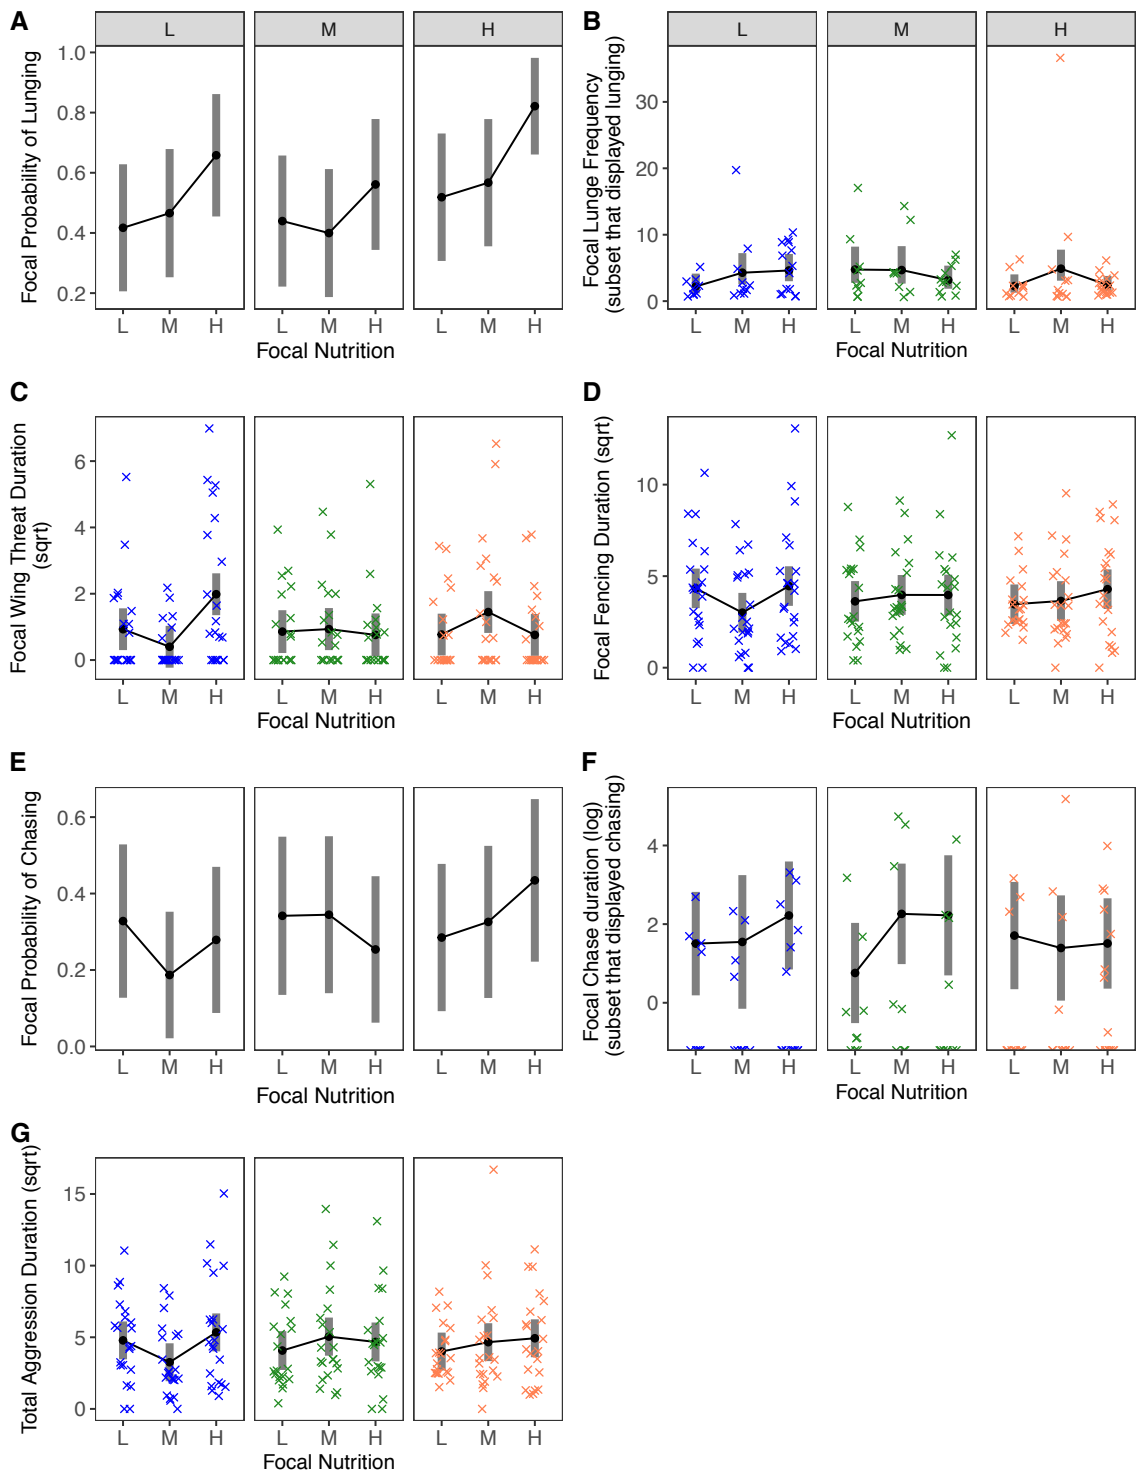 A
L M H
Focal Probability of Lunging
1.0
0.8
0.6
0.4
0.2
L M H L M H L M H
Focal Nutrition
B
L M H
Focal Lunge Frequency
(subset that displayed lunging)
30
20
10
0
L M H L M H L M H
Focal Nutrition
C
Focal Wing Threat Duration
(sqrt)
6
4
2
0
L M H L M H L M H
Focal Nutrition
D
Focal Fencing Duration (sqrt)
10
5
0
L M H L M H L M H
Focal Nutrition
E
Focal Probability of Chasing
0.6
0.4
0.2
0.0
L M H L M H L M H
Focal Nutrition
F
Focal Chase duration (log)
(subset that displayed chasing)
4
2
0
L M H L M H L M H
Focal Nutrition
G
Total Aggression Duration (sqrt)
15
10
5
0
L M H L M H L M H
Focal Nutrition